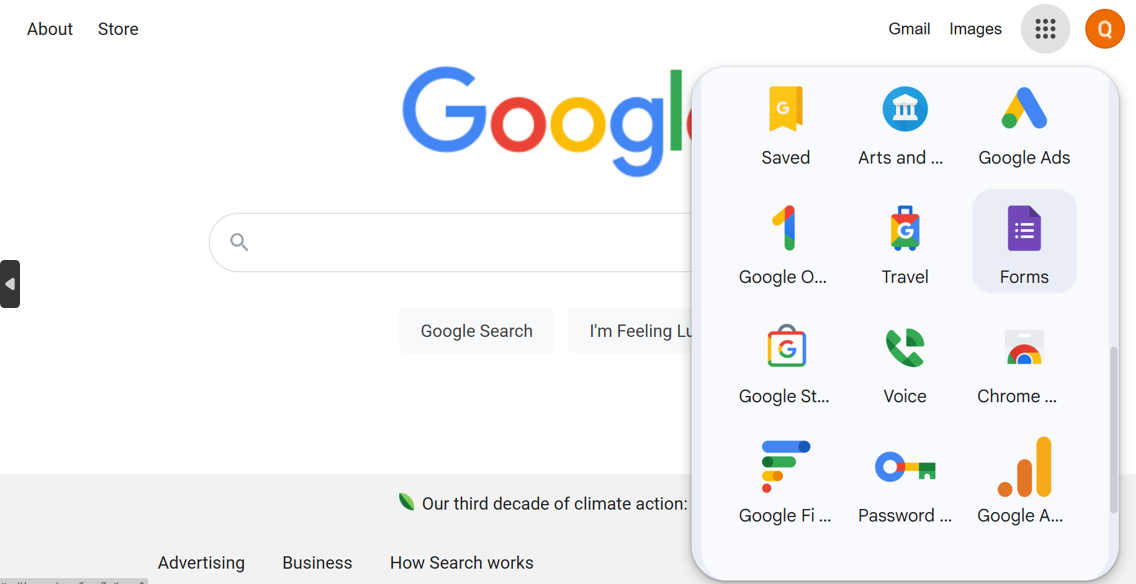 About Store Gmail Images Q
Google
Saved Arts and ... Google Ads
Google O... Travel Forms
Google Search I'm Feeling Lu
Google St... Voice Chrome ...
Google Fi ... Password ... Google A...
Our third decade of climate action:
Advertising Business How Search works